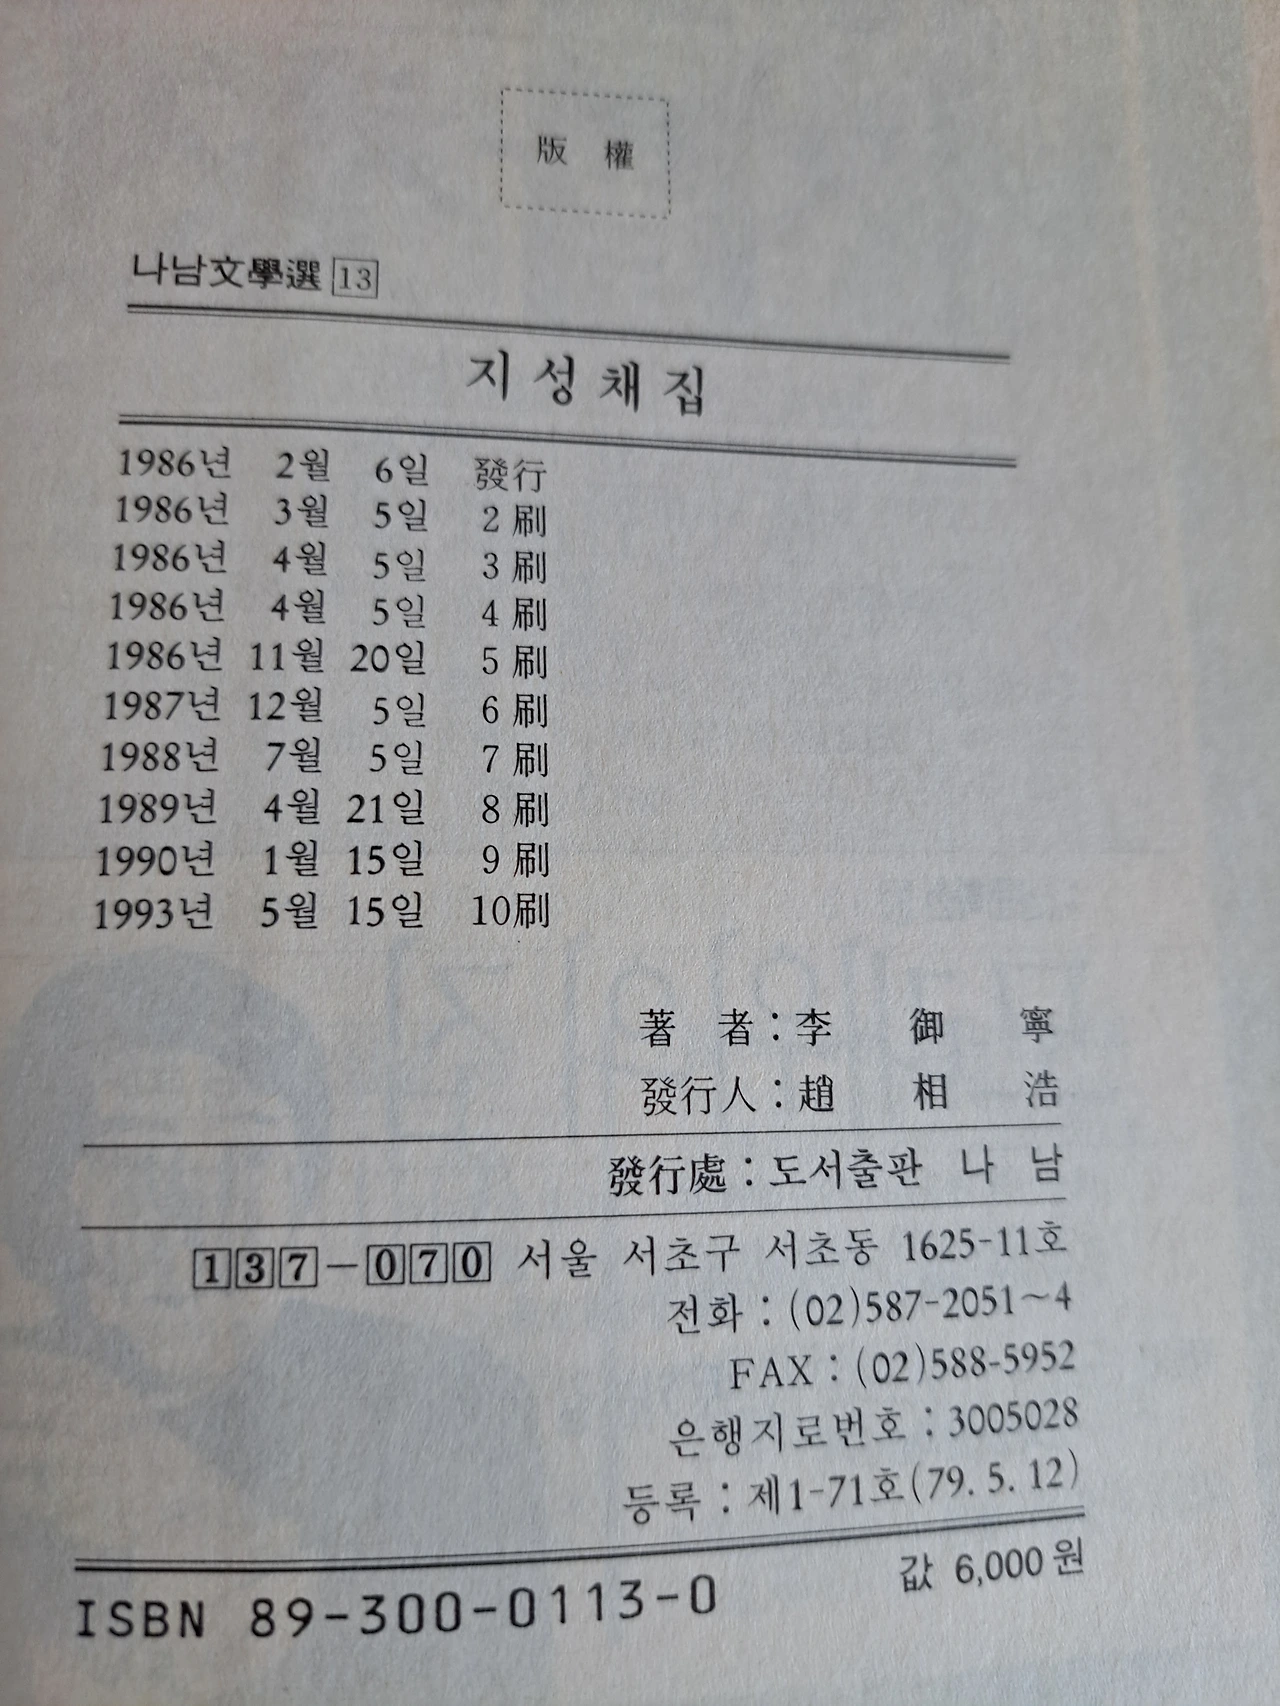 版 權
나남文學選 13
지성채집
1986년 2월 6일 發行
1986년 3월 5일 2刷
1986년 4월 5일 3刷
1986년 4월 5일 4刷
1986년 11월 20일 5刷
1987년 12월 5일 6刷
1988년 7월 5일 7刷
1989년 4월 21일 8刷
1990년 1월 15일 9刷
1993년 5월 15일 10刷
著 者 : 李 御 寧
發行人 : 趙 相 浩
發行處 : 도서출판 나 남
137-070 서울 서초구 서초동 1625-11호
전화 : (02)587-2051~4
FAX : (02)588-5952
은행지로번호 : 3005028
등록 : 제1-71호(79. 5. 12)
값 6,000원
ISBN 89-300-0113-0